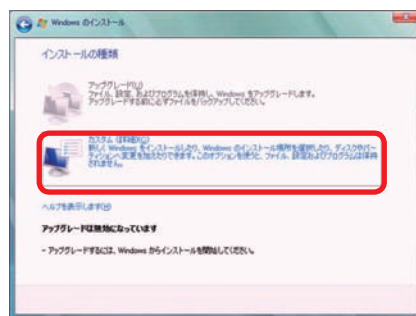 Windows のインストール
インストールの種類
アップグレード(U)
ファイル、設定、およびプログラムを保持し、Windows をアップグレードします。
アップグレードする前に必ずファイルをバックアップしてください。
カスタム (詳細)(C)
新しく Windows をインストールしたり、Windows のインストール場所を選択したり、ディスクやパー
ティションへ変更を加えたりできます。このオプションを使うと、ファイル、設定およびプログラムは保持
されません。
ヘルプを表示します(H)
アップグレードは無効になっています
- アップグレードするには、Windows からインストールを開始してください。